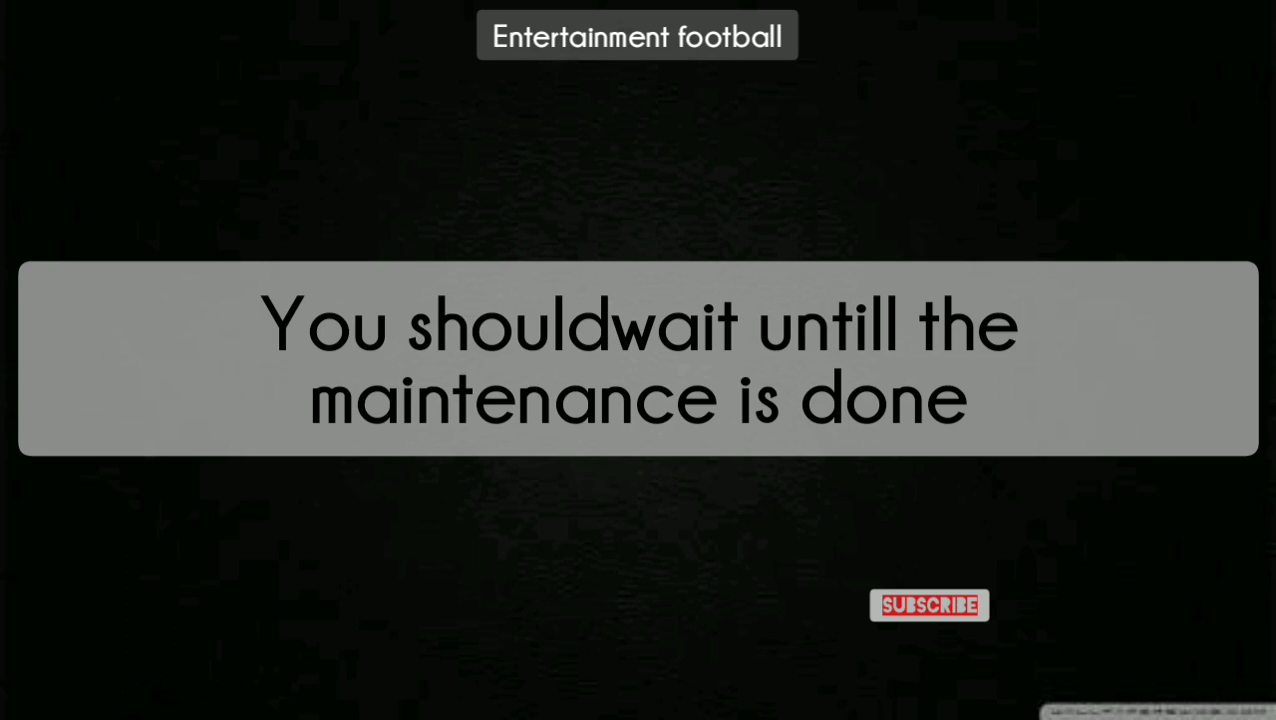 Entertainment football
You shouldwait untill the
maintenance is done
SUBSCRIBE